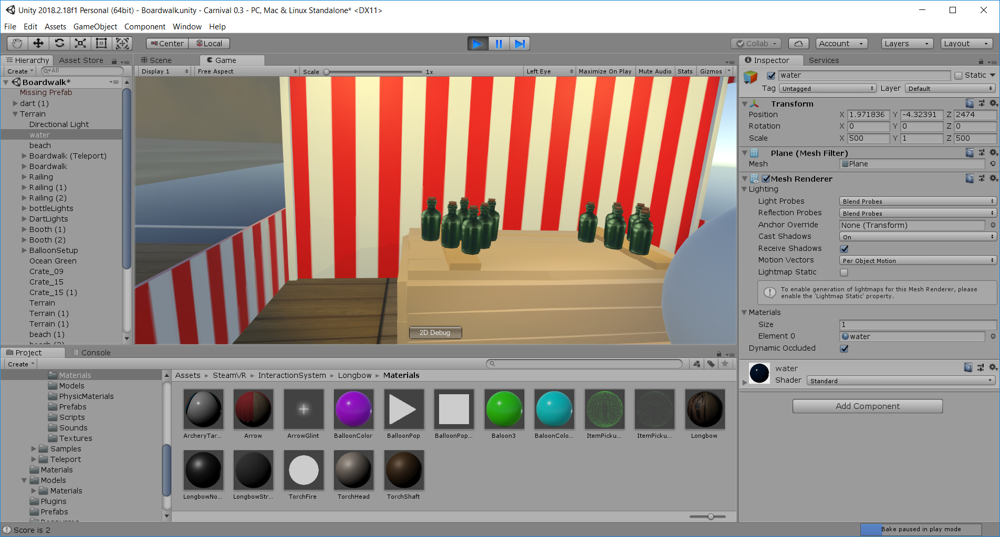 Unity 2018.2.18f1 Personal (64bit) - Boardwalk.unity - Carnival 0.3 - PC, Mac & Linux Standalone* <DX11>
File Edit Assets GameObject Component Window Help
Center Local Collab Account Layers Layout
Hierarchy Asset Store
Create All
Boardwalk*
Missing Prefab
dart (1)
Terrain
Directional Light
water
beach
Boardwalk (Teleport)
Boardwalk
Railing
Railing (1)
Railing (2)
bottleLights
DartLights
Booth (1)
Booth (2)
BalloonSetup
Ocean Green
Crate_09
Crate_15
Crate_15 (1)
Terrain
Terrain (1)
Terrain (1)
beach (1)
Scene Game
Display 1 Free Aspect Scale 1x Left Eye Maximize On Play Mute Audio Stats Gizmos
2D Debug
Inspector Services
water Static
Tag Untagged Layer Default
Transform
Position X 1.971836 Y -4.32391 Z 2474
Rotation X 0 Y 0 Z 0
Scale X 500 Y 1 Z 500
Plane (Mesh Filter)
Mesh Plane
Mesh Renderer
Lighting
Light Probes Blend Probes
Reflection Probes Blend Probes
Anchor Override None (Transform)
Cast Shadows On
Receive Shadows
Motion Vectors Per Object Motion
Lightmap Static
To enable generation of lightmaps for this Mesh Renderer, please
enable the 'Lightmap Static' property.
Materials
Size 1
Element 0 water
Dynamic Occluded
water
Shader Standard
Add Component
Project Console
Create
Materials
Models
PhysicMaterials
Prefabs
Scripts
Sounds
Textures
Samples
Teleport
Materials
Models
Materials
Plugins
Prefabs
Assets SteamVR InteractionSystem Longbow Materials
ArcheryTar... Arrow ArrowGlint BalloonColor BalloonPop BalloonPop... Baloon3 BaloonColo... ItemPicku... ItemPicku... Longbow
LongbowNo... LongbowStr... TorchFire TorchHead TorchShaft
Score is 2
Bake paused in play mode